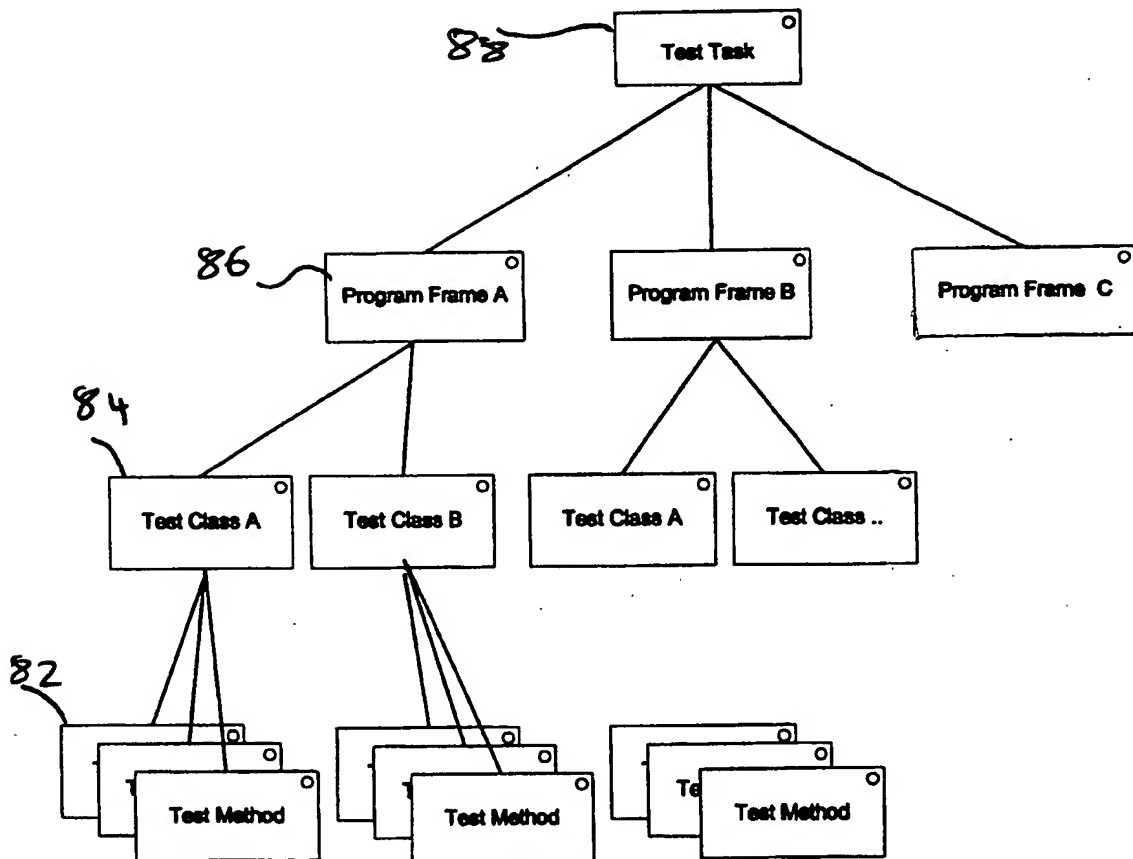 88
Test Task
86
Program Frame A
Program Frame B
Program Frame C
84
Test Class A
Test Class B
Test Class A
Test Class ..
82
Test Method
Test Method
Test Method